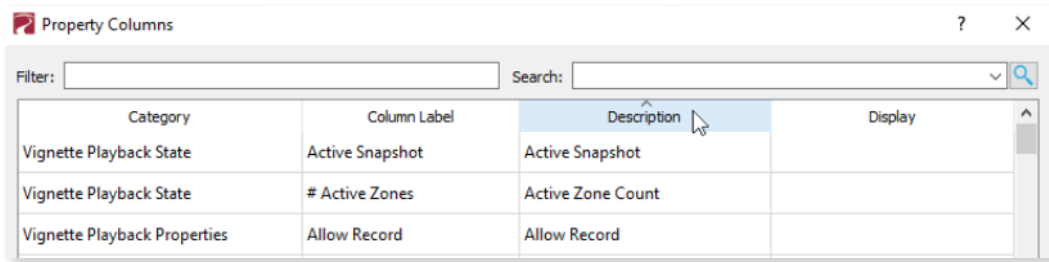 Property Columns ?
Filter: Search:
Category Column Label Description Display
Vignette Playback State Active Snapshot Active Snapshot
Vignette Playback State # Active Zones Active Zone Count
Vignette Playback Properties Allow Record Allow Record